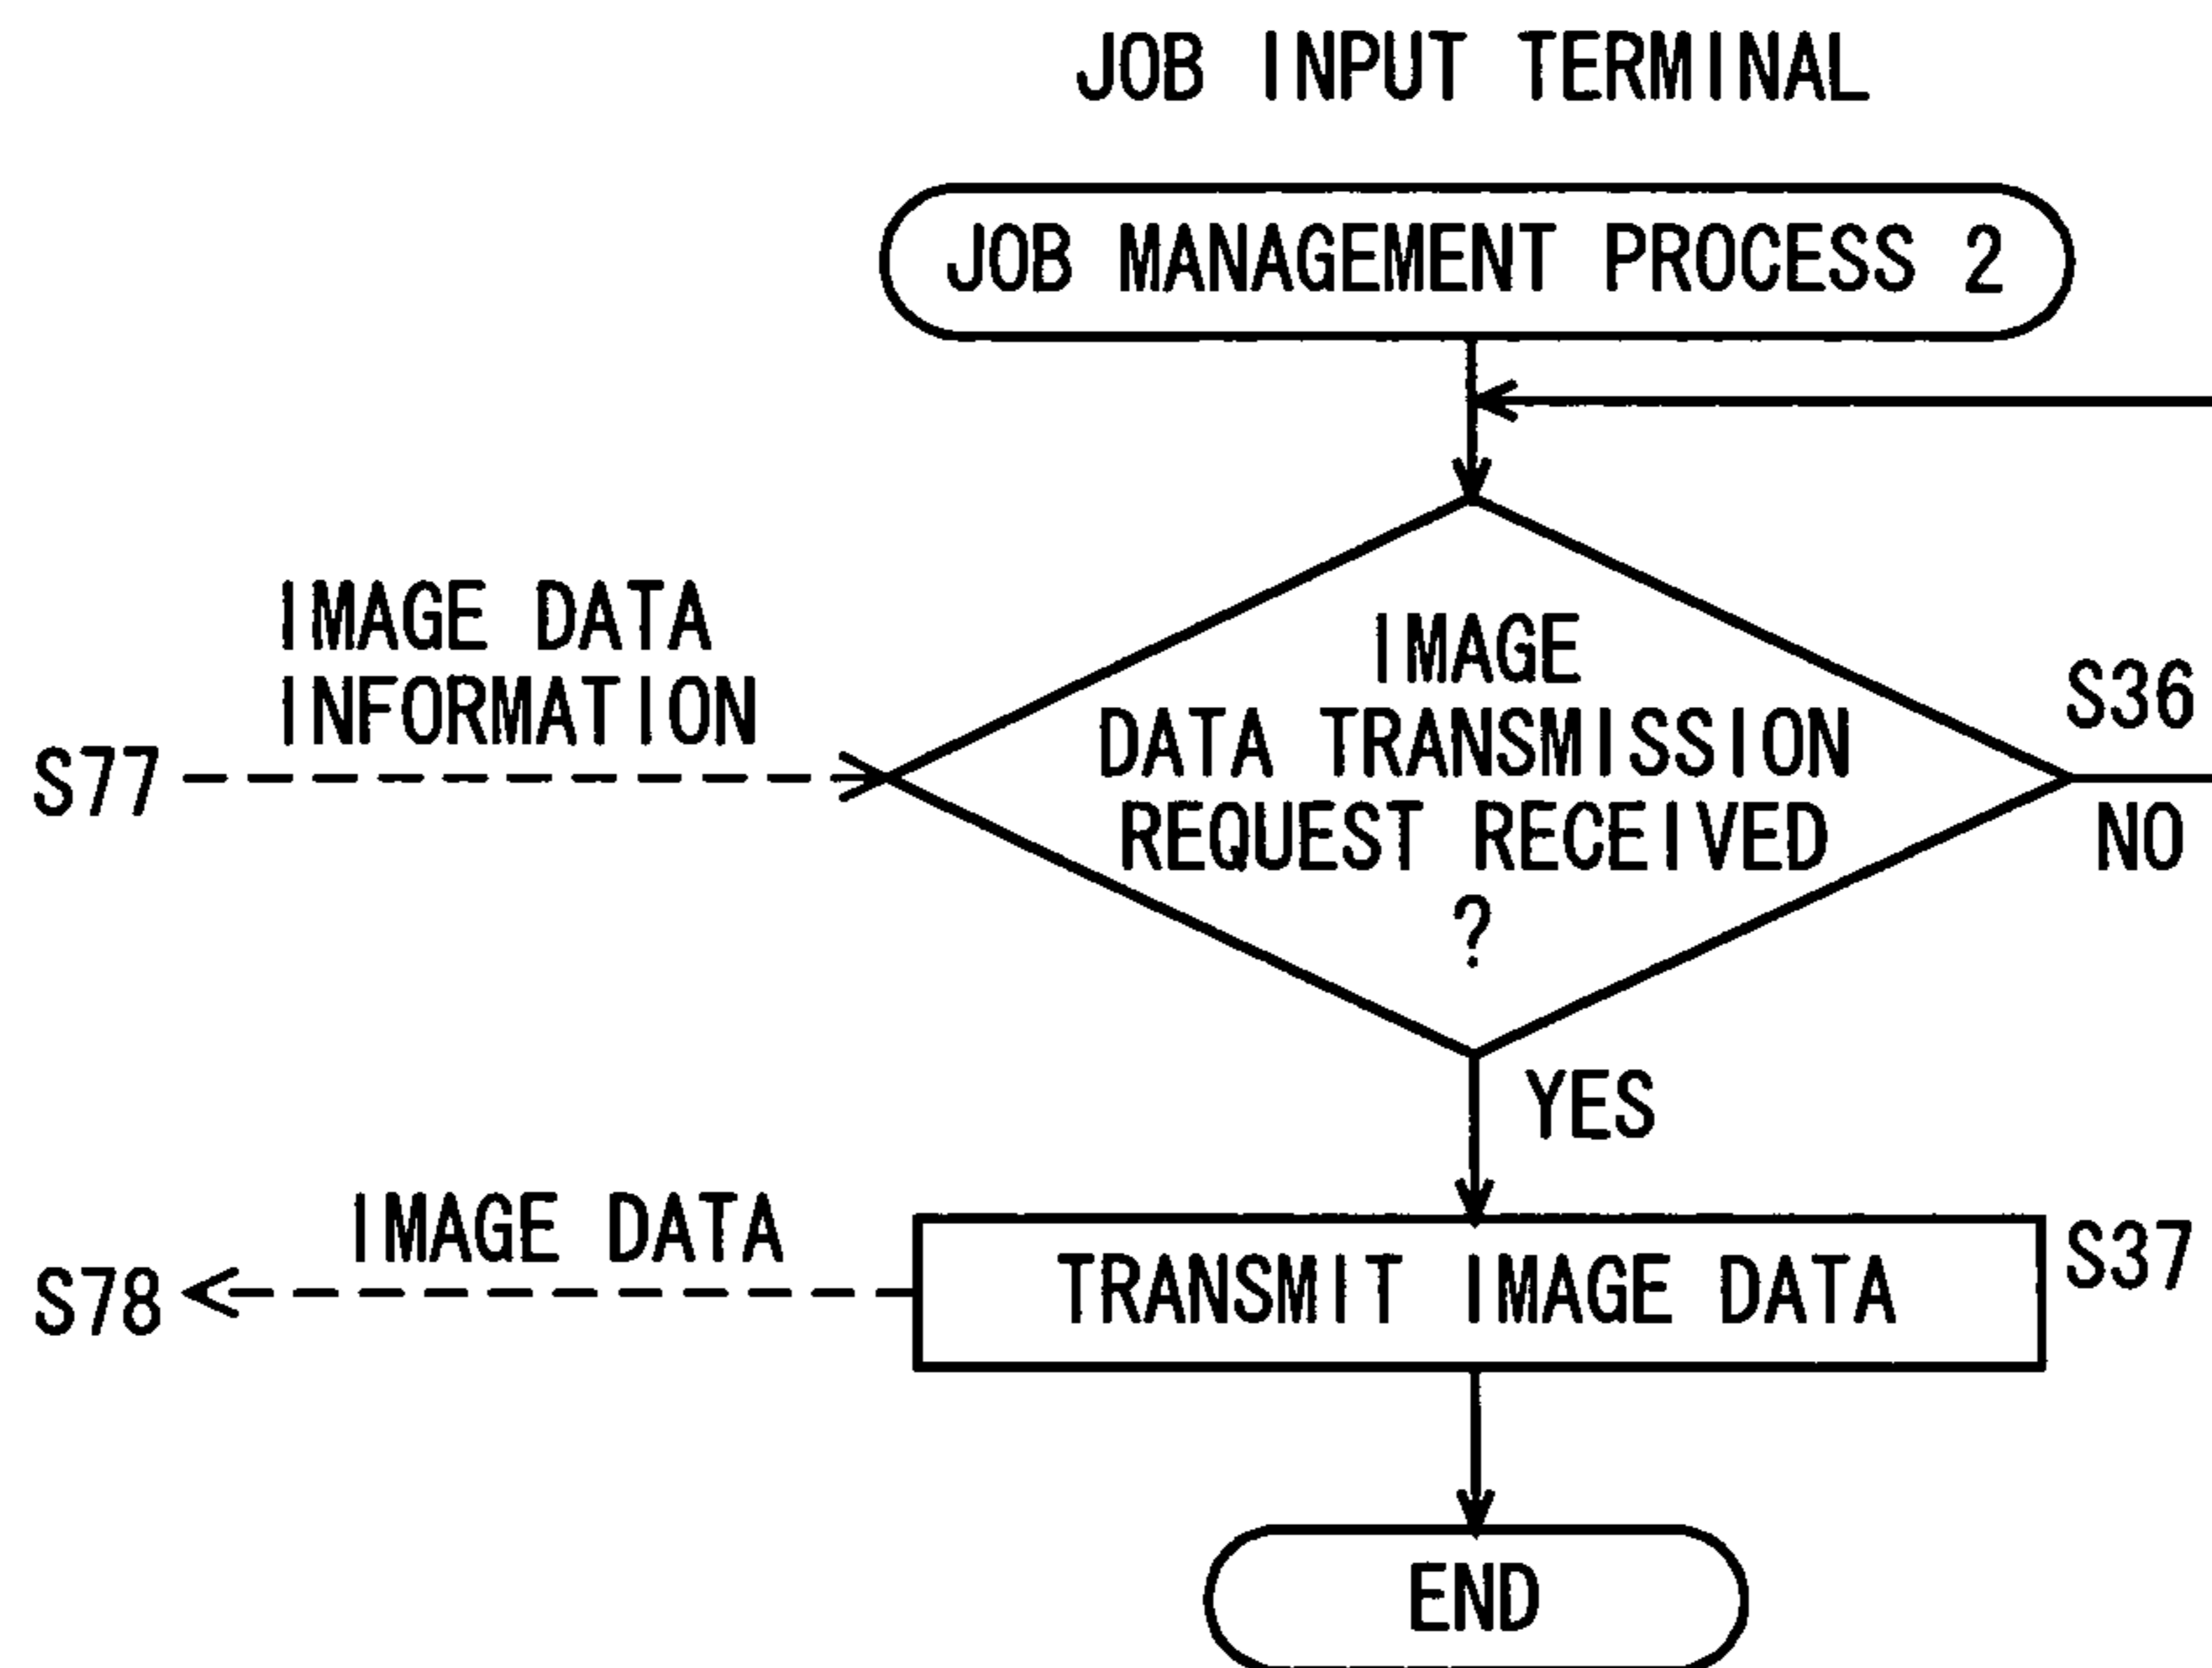 JOB INPUT TERMINAL
JOB MANAGEMENT PROCESS 2
IMAGE DATA
INFORMATION
S77
IMAGE
DATA TRANSMISSION
REQUEST RECEIVED
?
S36
NO
YES
IMAGE DATA
S78
TRANSMIT IMAGE DATA
S37
END